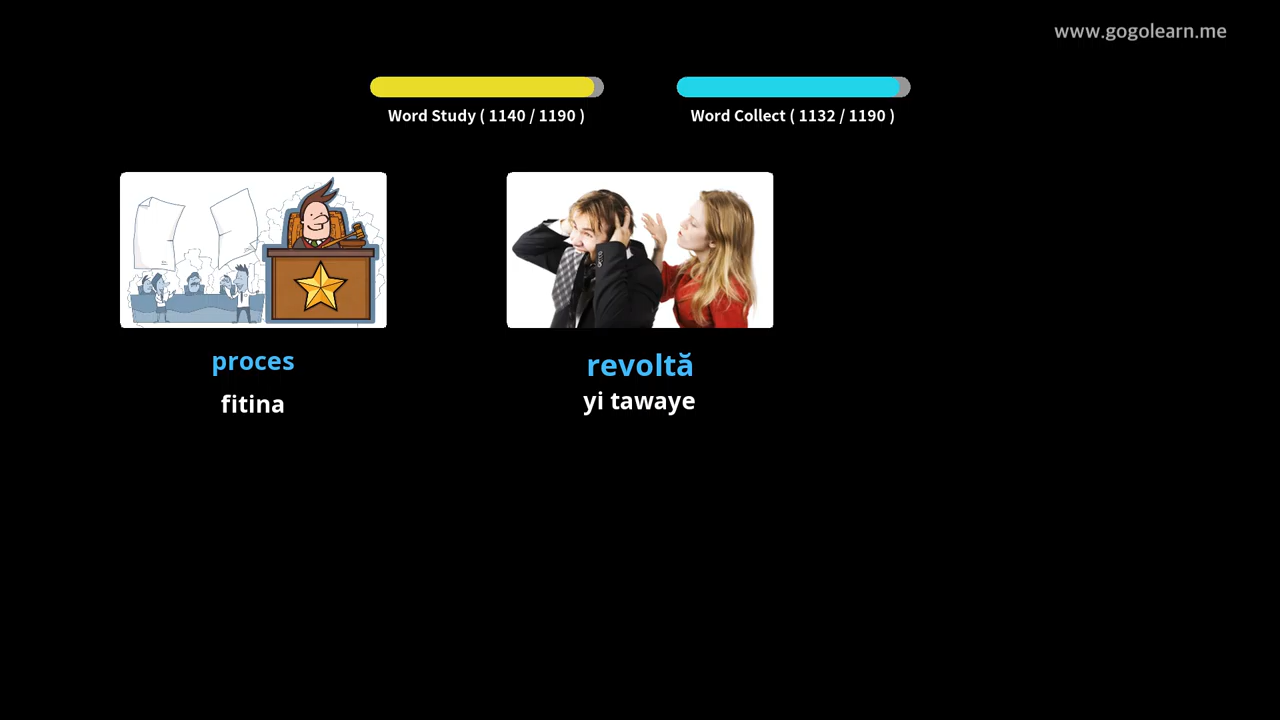 www.gogolearn.me
Word Study ( 1140 / 1190 )
Word Collect ( 1132 / 1190 )
proces
fitina
revoltă
yi tawaye